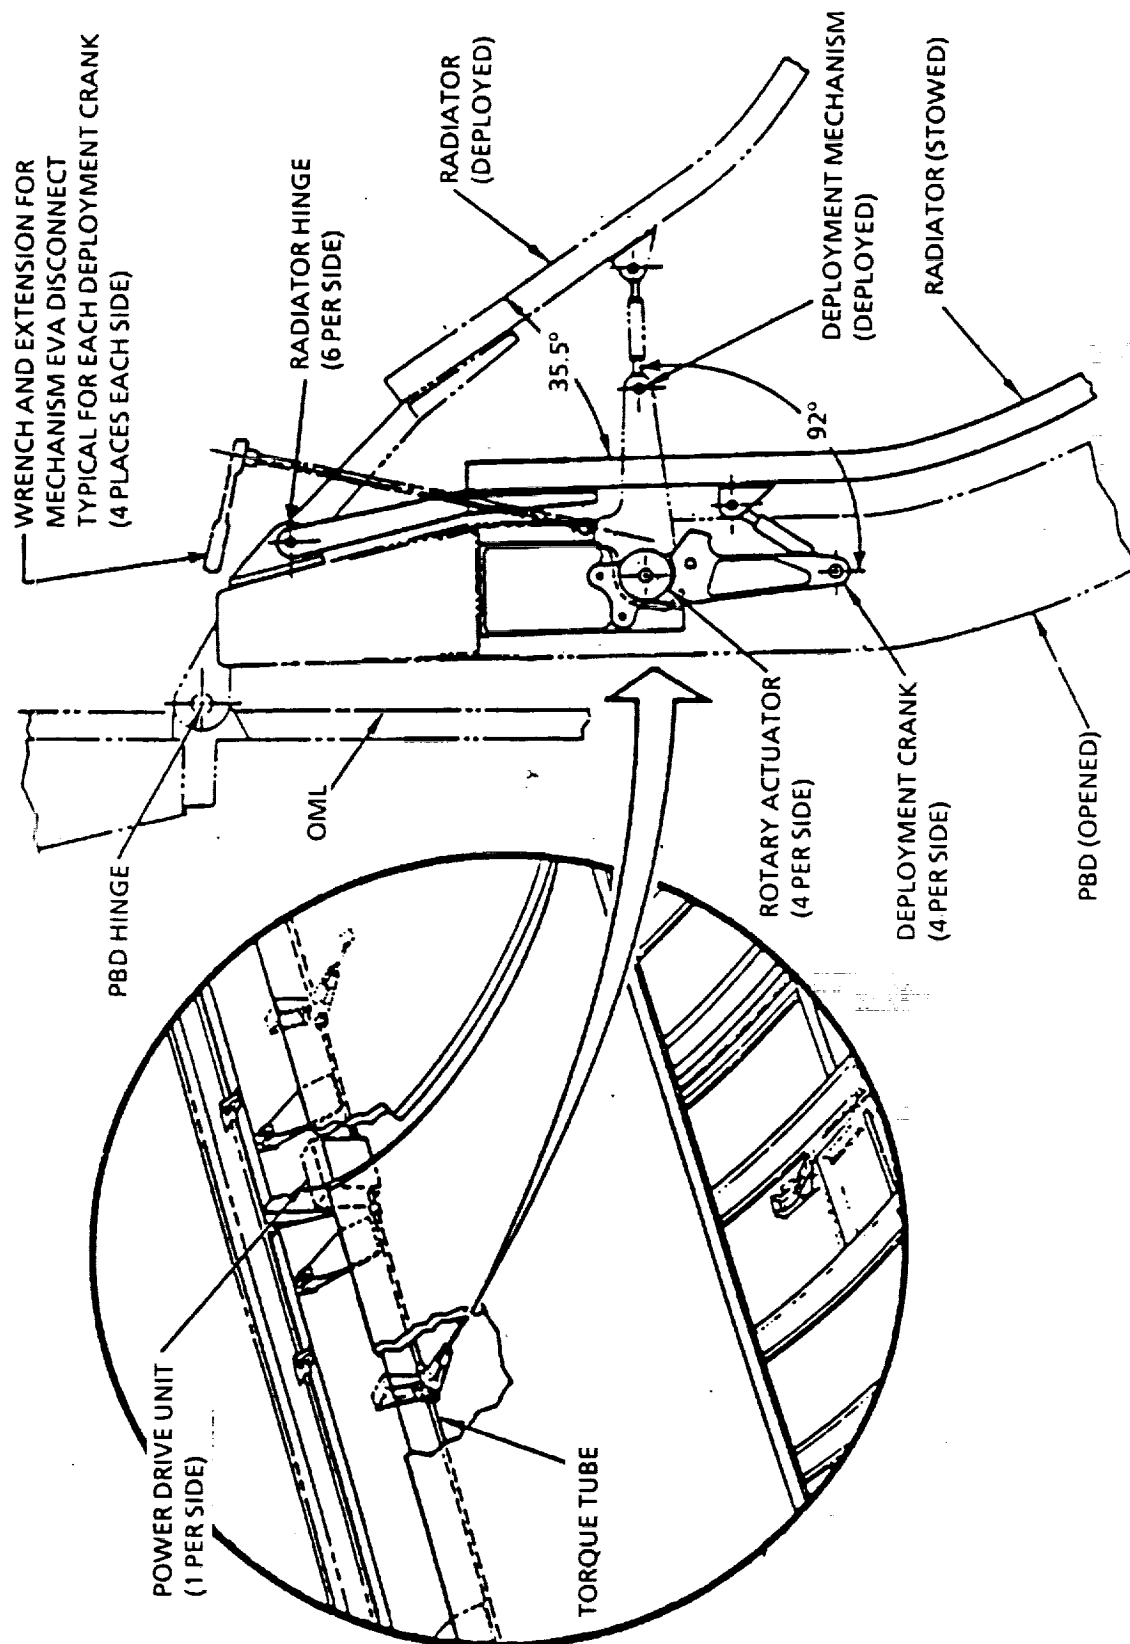 WRENCH AND EXTENSION FOR
MECHANISM EVA DISCONNECT
TYPICAL FOR EACH DEPLOYMENT CRANK
(4 PLACES EACH SIDE)
RADIATOR HINGE
(6 PER SIDE)
RADIATOR
(DEPLOYED)
35.5°
92°
DEPLOYMENT MECHANISM
(DEPLOYED)
RADIATOR (STOWED)
PBD HINGE
OML
ROTARY ACTUATOR
(4 PER SIDE)
DEPLOYMENT CRANK
(4 PER SIDE)
PBD (OPENED)
POWER DRIVE UNIT
(1 PER SIDE)
TORQUE TUBE